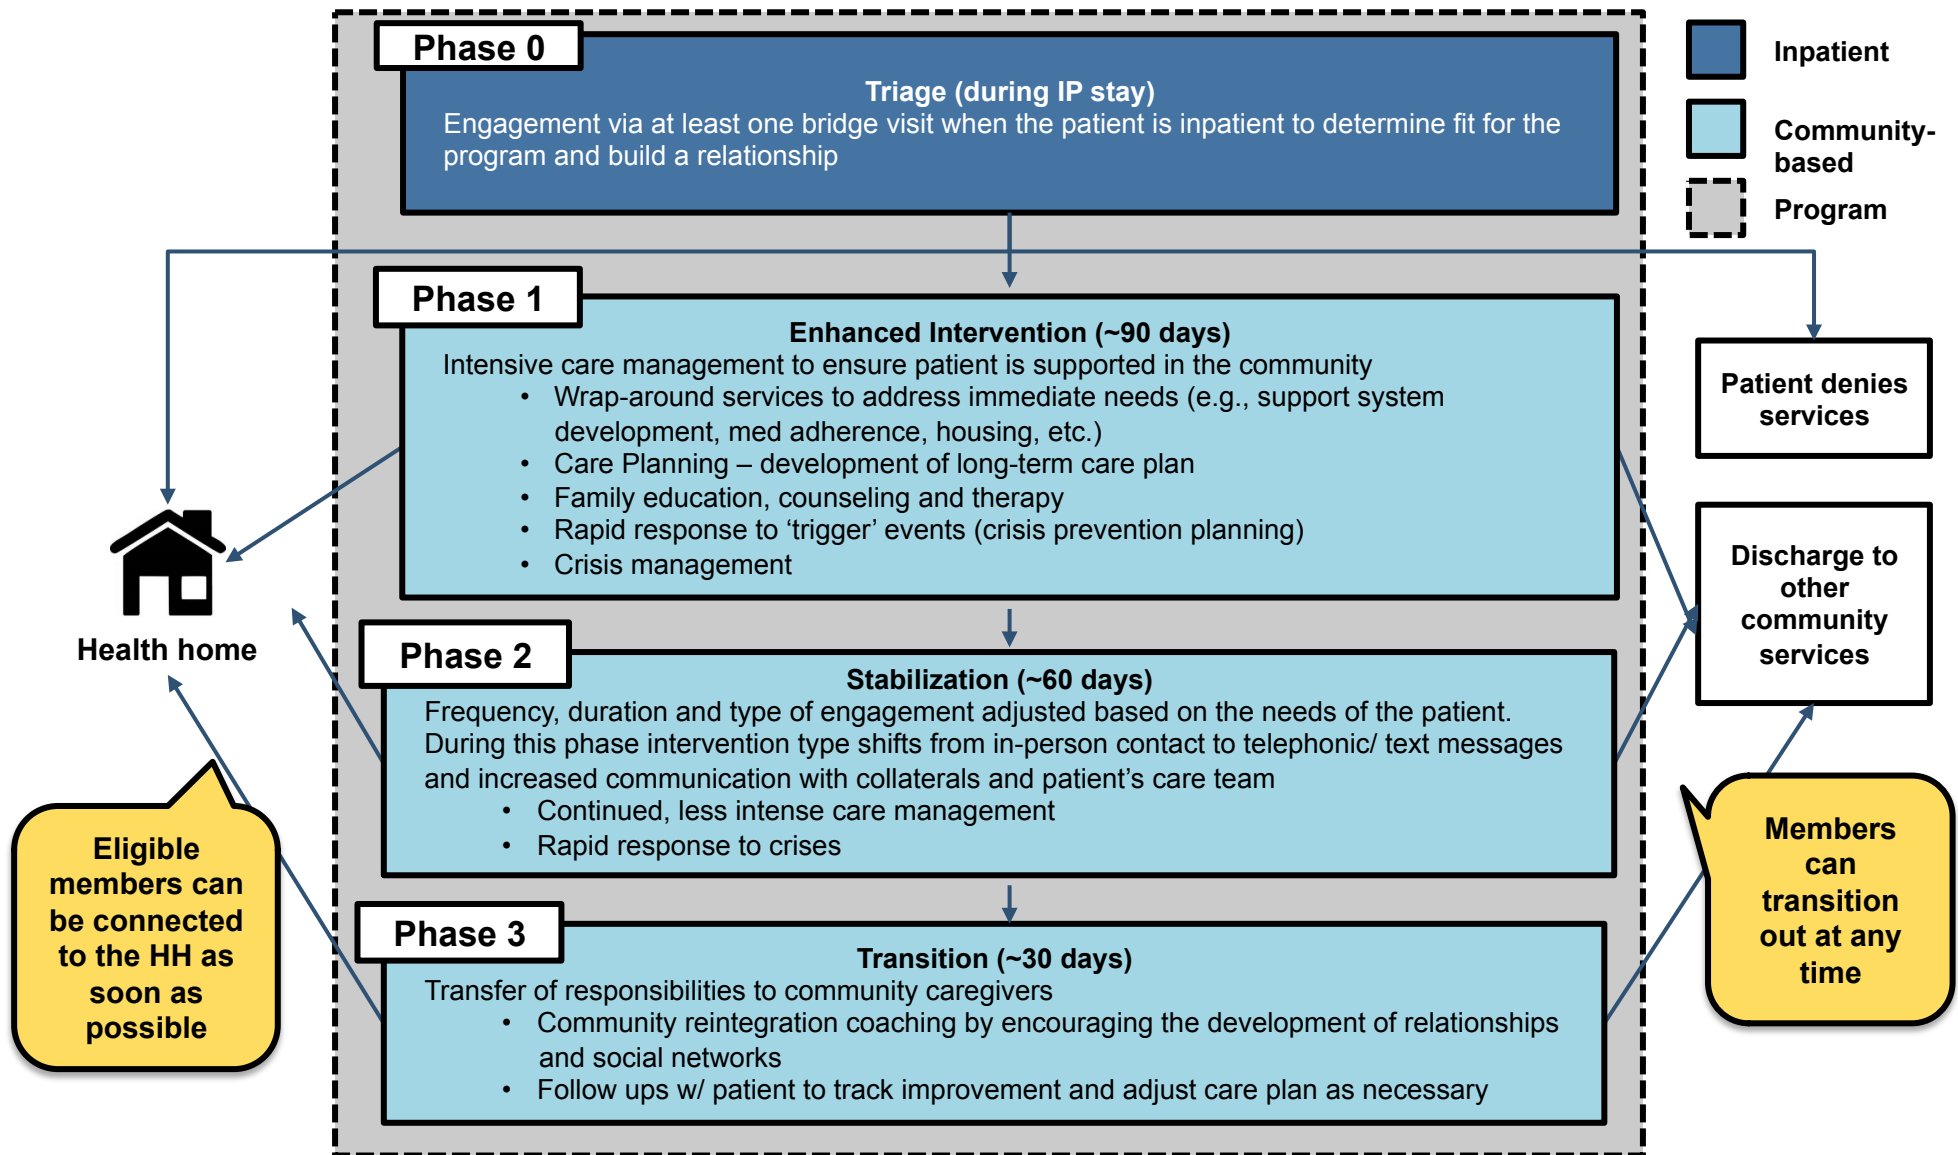 Phase 0
Triage (during IP stay)
Engagement via at least one bridge visit when the patient is inpatient to determine fit for the
program and build a relationship
Inpatient
Community-
based
Program
Phase 1
Enhanced Intervention (~90 days)
Intensive care management to ensure patient is supported in the community
• Wrap-around services to address immediate needs (e.g., support system
development, med adherence, housing, etc.)
• Care Planning – development of long-term care plan
• Family education, counseling and therapy
• Rapid response to ‘trigger’ events (crisis prevention planning)
• Crisis management
Patient denies
services
Health home
Discharge to
other
community
services
Phase 2
Stabilization (~60 days)
Frequency, duration and type of engagement adjusted based on the needs of the patient.
During this phase intervention type shifts from in-person contact to telephonic/ text messages
and increased communication with collaterals and patient’s care team
• Continued, less intense care management
• Rapid response to crises
Eligible
members can
be connected
to the HH as
soon as
possible
Members
can
transition
out at any
time
Phase 3
Transition (~30 days)
Transfer of responsibilities to community caregivers
• Community reintegration coaching by encouraging the development of relationships
and social networks
• Follow ups w/ patient to track improvement and adjust care plan as necessary